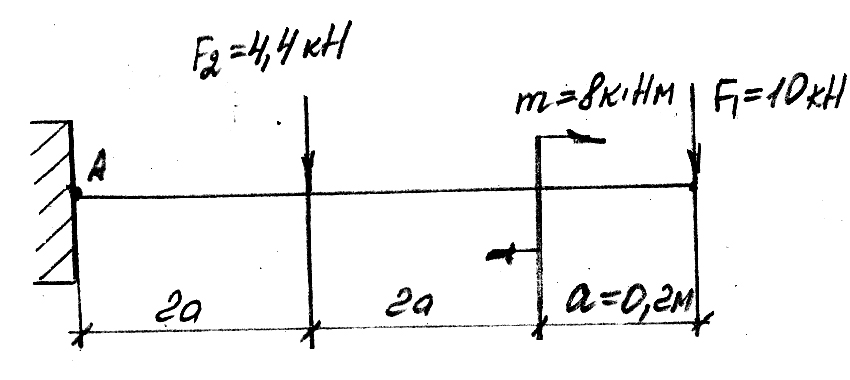 F₂=4,4кН
m=8кНм
F₁=10кН
A
2a
2a
a=0,2м